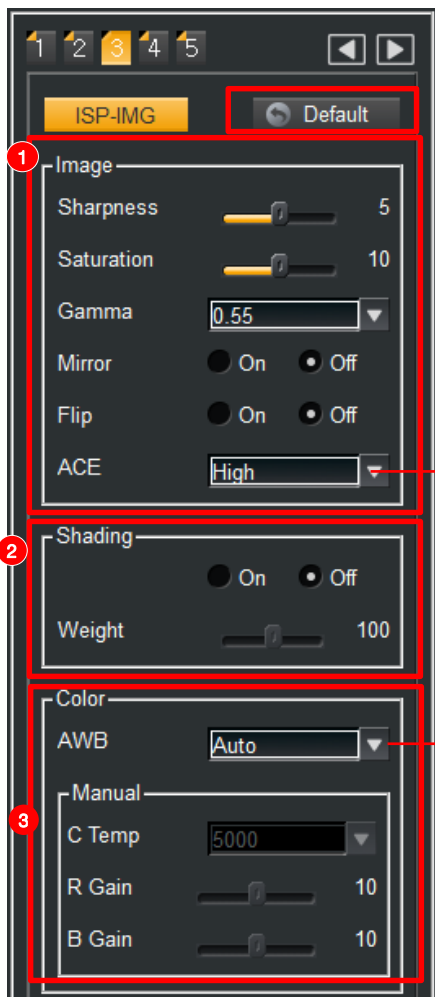 1 2 3 4 5
ISP-IMG Default
1
Image
Sharpness 5
Saturation 10
Gamma 0.55
Mirror On Off
Flip On Off
ACE High
2
Shading
On Off
Weight 100
Color
AWB Auto
Manual
3
C Temp 5000
R Gain 10
B Gain 10